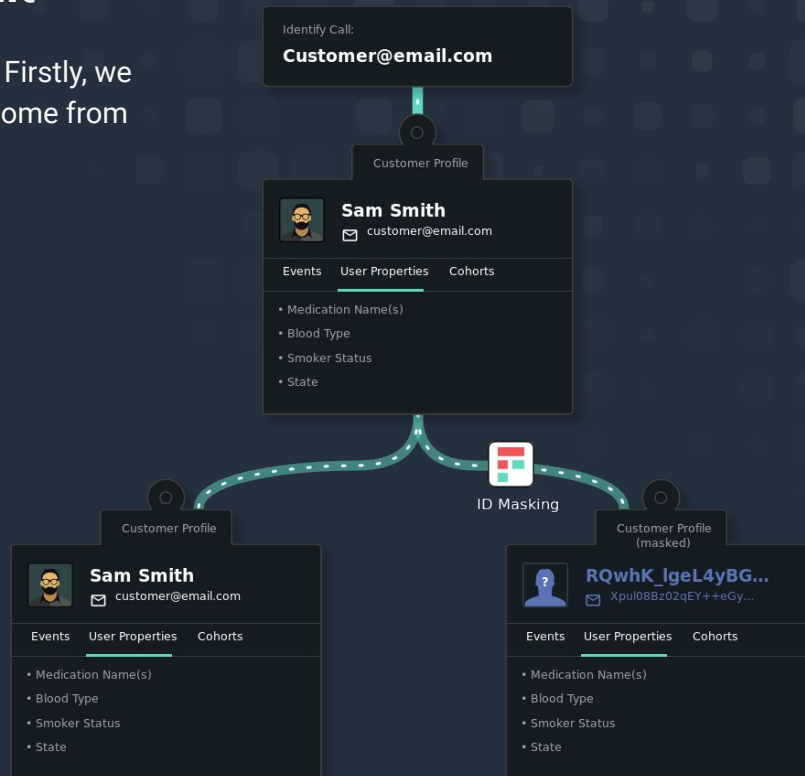 Firstly, we
ome from
Identify Call:
Customer@email.com
Customer Profile
Sam Smith
customer@email.com
Events User Properties Cohorts
• Medication Name(s)
• Blood Type
• Smoker Status
• State
ID Masking
Customer Profile
Sam Smith
customer@email.com
Events User Properties Cohorts
• Medication Name(s)
• Blood Type
• Smoker Status
• State
Customer Profile
(masked)
?
RQwhK_lgeL4yBG...
Xpul08Bz02qEY++eGy...
Events User Properties Cohorts
• Medication Name(s)
• Blood Type
• Smoker Status
• State